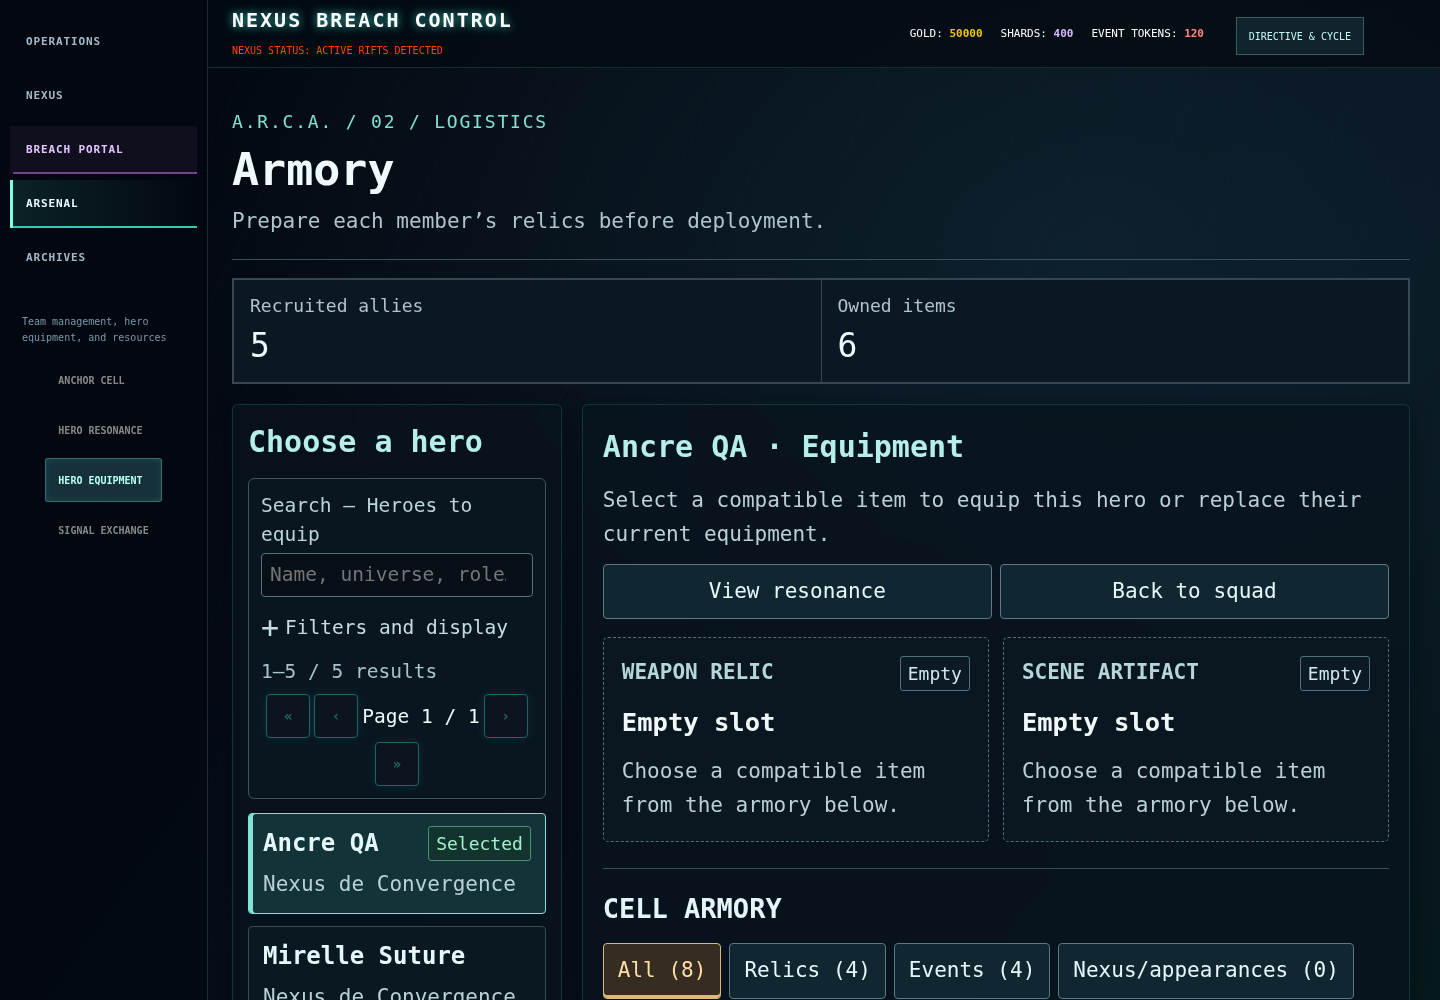 OPERATIONS
NEXUS
BREACH PORTAL
ARSENAL
ARCHIVES
Team management, hero
equipment, and resources
ANCHOR CELL
HERO RESONANCE
HERO EQUIPMENT
SIGNAL EXCHANGE
NEXUS BREACH CONTROL
NEXUS STATUS: ACTIVE RIFTS DETECTED
GOLD: 50000 SHARDS: 400 EVENT TOKENS: 120
DIRECTIVE & CYCLE
A.R.C.A. / 02 / LOGISTICS
Armory
Prepare each member’s relics before deployment.
Recruited allies
5
Owned items
6
Choose a hero
Search — Heroes to
equip
Name, universe, role
+ Filters and display
1–5 / 5 results
« ‹ Page 1 / 1 ›
»
Ancre QA Selected
Nexus de Convergence
Mirelle Suture
Nexus de Convergence
Ancre QA · Equipment
Select a compatible item to equip this hero or replace their
current equipment.
View resonance Back to squad
WEAPON RELIC Empty
Empty slot
Choose a compatible item
from the armory below.
SCENE ARTIFACT Empty
Empty slot
Choose a compatible item
from the armory below.
CELL ARMORY
All (8) Relics (4) Events (4) Nexus/appearances (0)